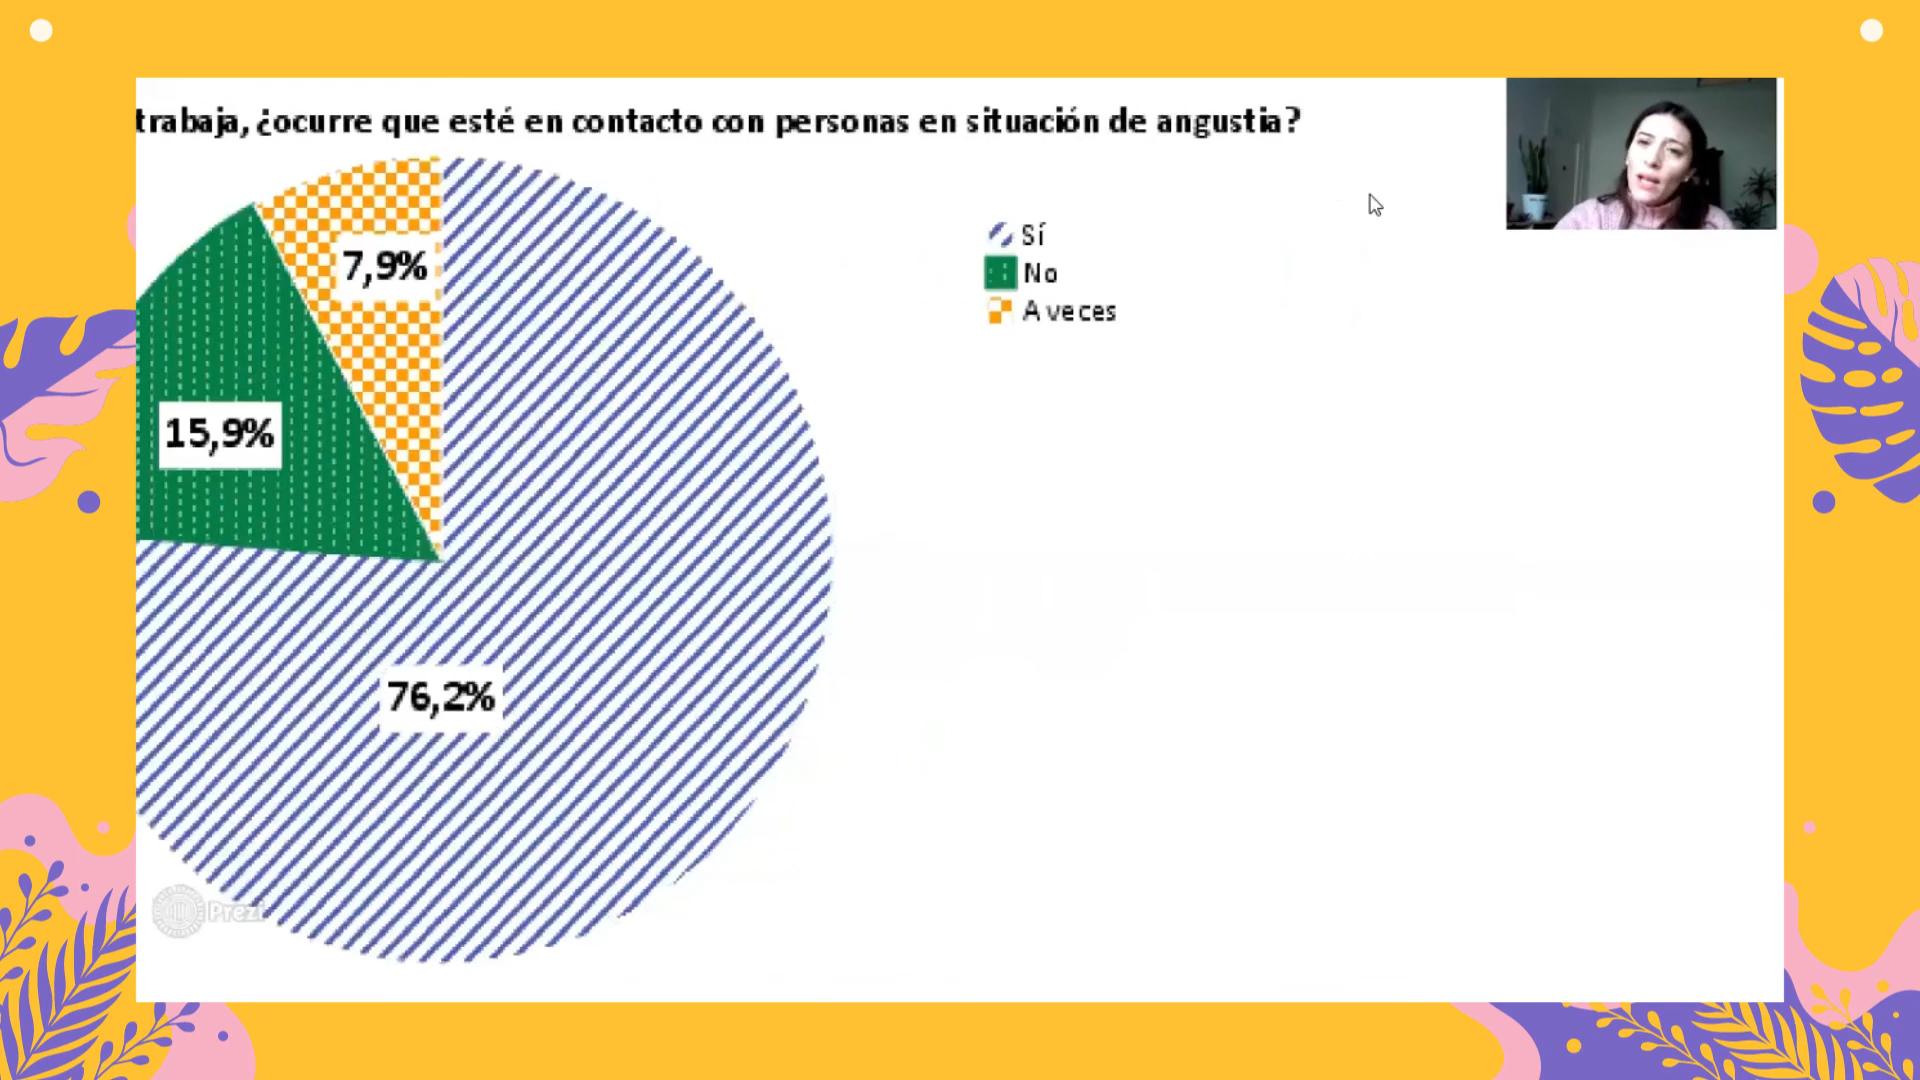 trabaja, ¿ocurre que esté en contacto con personas en situación de angustia?
Sí
No
A veces
7,9%
15,9%
76,2%
Prezi